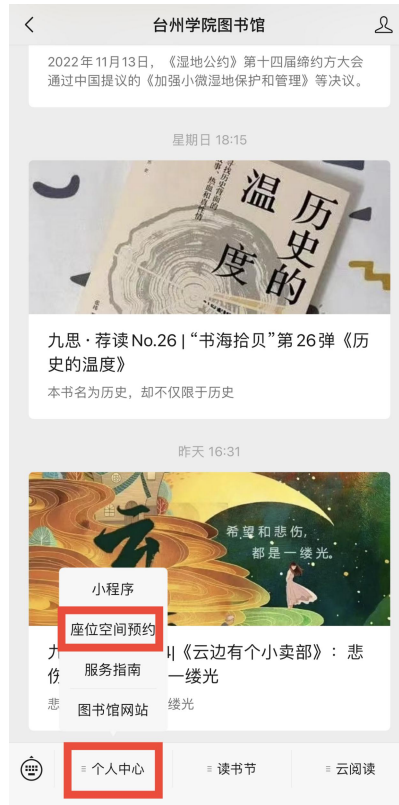 台州学院图书馆
2022年11月13日，《湿地公约》第十四届缔约方大会
通过中国提议的《加强小微湿地保护和管理》等决议。
星期日 18:15
历史的
温度
九思·荐读No.26 | “书海拾贝”第26弹《历
史的温度》
本书名为历史，却不仅限于历史
昨天 16:31
云
希望和悲伤，
都是一缕光。
小程序
座位空间预约
《云边有个小卖部》：悲
一缕光
缕光
服务指南
图书馆网站
个人中心
读书节
云阅读